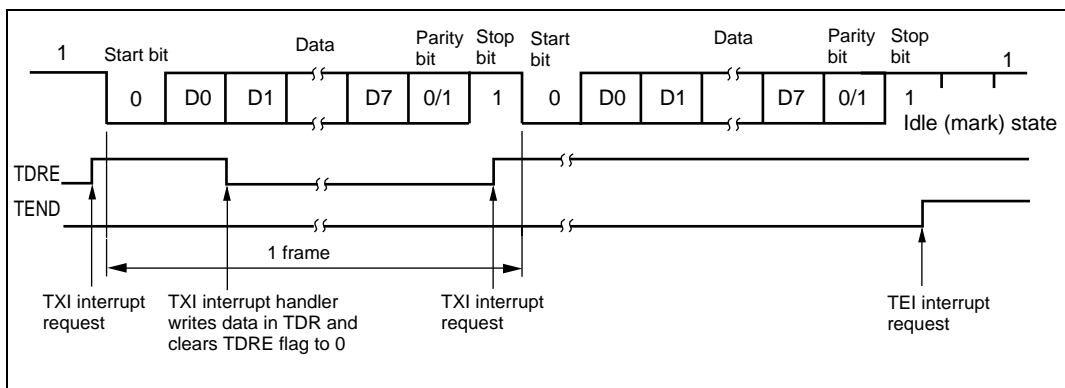 1 Start bit Data Parity bit Stop bit Start bit Data Parity bit Stop bit 1
0 D0 D1 D7 0/1 1 0 D0 D1 D7 0/1 1
Idle (mark) state
TDRE
TEND
1 frame
TXI interrupt request
TXI interrupt handler writes data in TDR and clears TDRE flag to 0
TXI interrupt request
TEI interrupt request